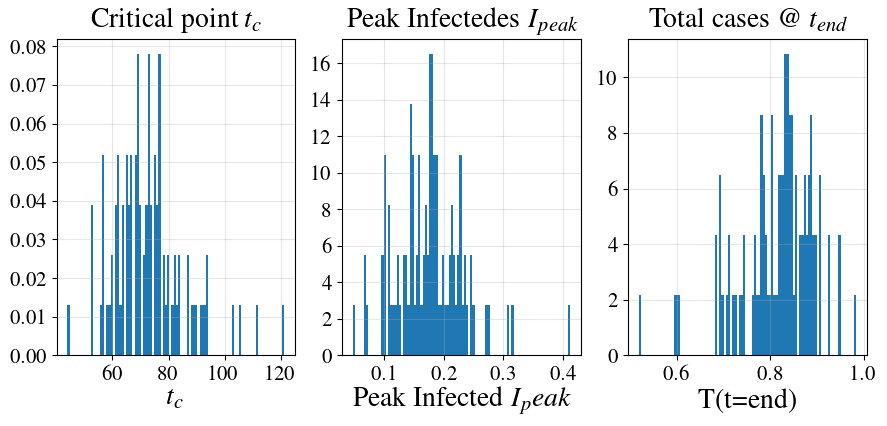 Critical point t_c
0.08
0.07
0.06
0.05
0.04
0.03
0.02
0.01
0.00
60 80 100 120
t_c
Peak Infectedes I_peak
16
14
12
10
8
6
4
2
0
0.1 0.2 0.3 0.4
Peak Infected I_peak
Total cases @ t_end
10
8
6
4
2
0
0.6 0.8 1.0
T(t=end)